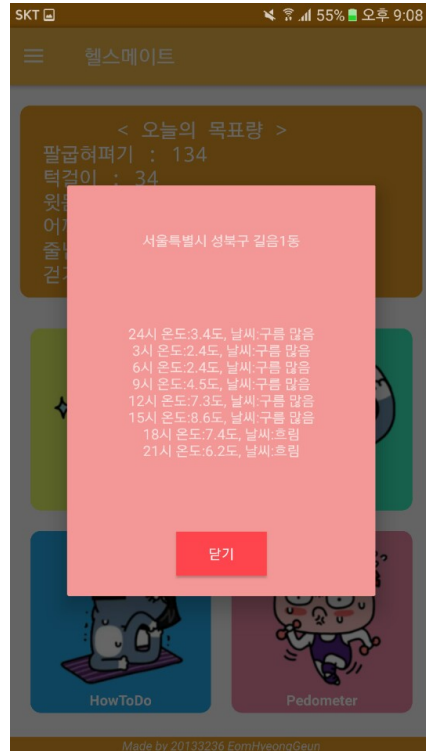 SKT 55% 오후 9:08
헬스메이트
< 오늘의 목표량 >
팔굽혀펴기 : 134
턱걸이 : 34
서울특별시 성북구 길음1동
24시 온도:3.4도, 날씨:구름 많음
3시 온도:2.4도, 날씨:구름 많음
6시 온도:2.4도, 날씨:구름 많음
9시 온도:4.5도, 날씨:구름 많음
12시 온도:7.3도, 날씨:구름 많음
15시 온도:8.6도, 날씨:구름 많음
18시 온도:7.4도, 날씨:흐림
21시 온도:6.2도, 날씨:흐림
닫기
HowToDo
Pedometer
Made by 20133236 EomHyeongGeun